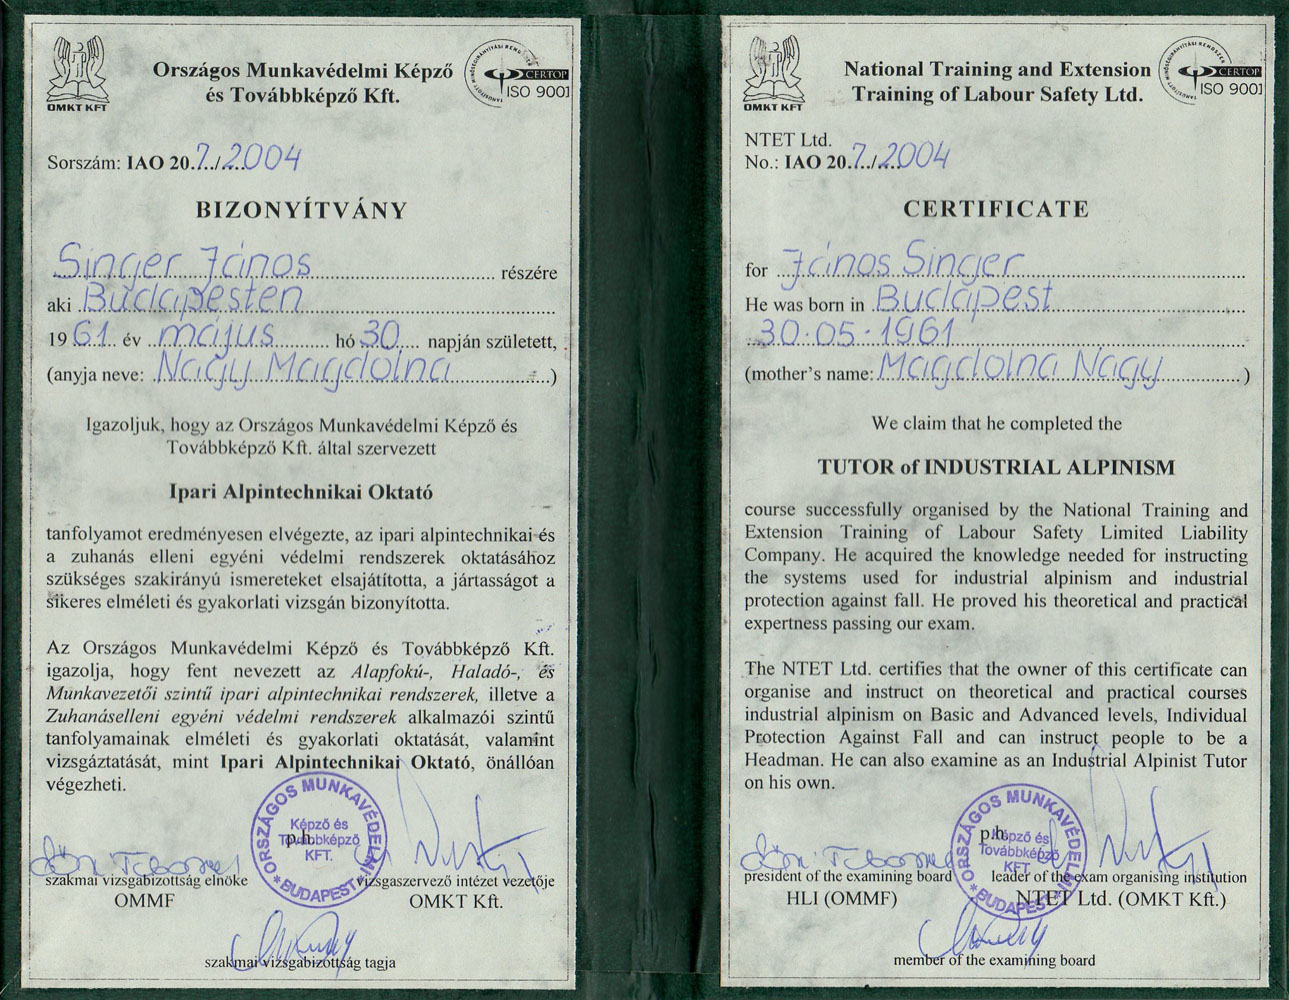 OMKT KFT
Országos Munkavédelmi Képző
és Továbbképző Kft.
MINŐSÉGIRÁNYÍTÁSI RENDSZER
TANÚSÍTOTT
CERTOP
ISO 9001
Sorszám: IAO 20.7./...2004
BIZONYÍTVÁNY
Singer János részére
aki Budapesten
1961 év május hó 30 napján született,
(anyja neve: Nagy Magdolna)
Igazoljuk, hogy az Országos Munkavédelmi Képző és
Továbbképző Kft. által szervezett
Ipari Alpintechnikai Oktató
tanfolyamot eredményesen elvégezte, az ipari alpintechnikai és
a zuhanás elleni egyéni védelmi rendszerek oktatásához
szükséges szakirányú ismereteket elsajátította, a jártasságot a
sikeres elméleti és gyakorlati vizsgán bizonyította.
Az Országos Munkavédelmi Képző és Továbbképző Kft.
igazolja, hogy fent nevezett az Alapfokú-, Haladó-, és
Munkavezetői szintű ipari alpintechnikai rendszerek, illetve a
Zuhanáselleni egyéni védelmi rendszerek alkalmazói szintű
tanfolyamainak elméleti és gyakorlati oktatását, valamint
vizsgáztatását, mint Ipari Alpintechnikai Oktató, önállóan
végezheti.
ORSZÁGOS MUNKAVÉDELMI
Képző és
Továbbképző
KFT.
BUDAPEST
p.h.
szakmai vizsgabizottság elnöke
OMMF
vizsgaszervező intézet vezetője
OMKT Kft.
szakmai vizsgabizottság tagja
OMKT KFT
National Training and Extension
Training of Labour Safety Ltd.
MINŐSÉGIRÁNYÍTÁSI RENDSZER
TANÚSÍTOTT
CERTOP
ISO 9001
NTET Ltd.
No.: IAO 20.7./...2004
CERTIFICATE
for János Singer
He was born in Budapest
30.05.1961
(mother's name: Magdolna Nagy)
We claim that he completed the
TUTOR of INDUSTRIAL ALPINISM
course successfully organised by the National Training and
Extension Training of Labour Safety Limited Liability
Company. He acquired the knowledge needed for instructing
the systems used for industrial alpinism and industrial
protection against fall. He proved his theoretical and practical
expertness passing our exam.
The NTET Ltd. certifies that the owner of this certificate can
organise and instruct on theoretical and practical courses
industrial alpinism on Basic and Advanced levels, Individual
Protection Against Fall and can instruct people to be a
Headman. He can also examine as an Industrial Alpinist Tutor
on his own.
ORSZÁGOS MUNKAVÉDELMI
Képző és
Továbbképző
KFT.
BUDAPEST
p.h.
president of the examining board
HLI (OMMF)
leader of the exam organising institution
NTET Ltd. (OMKT Kft.)
member of the examining board